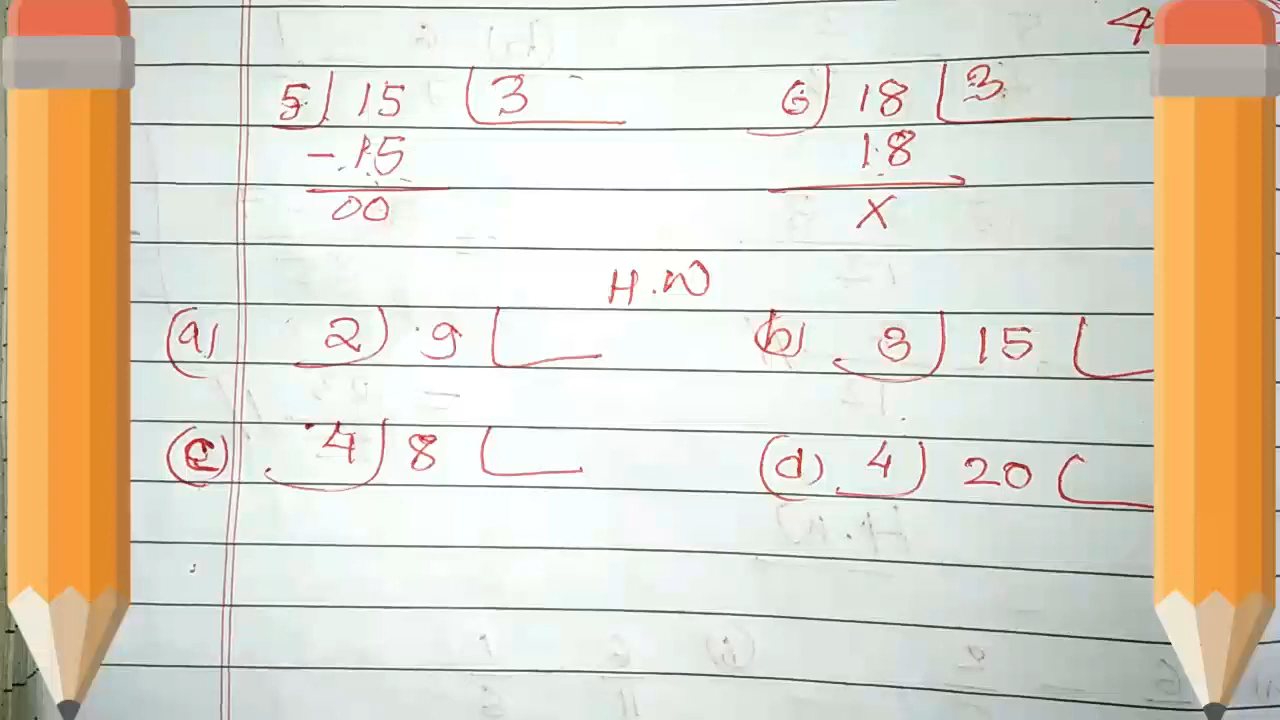 4
5) 15 (3
- 15
00
6) 18 (3
18
X
H.W
(a) 2) 9 (
(b) 3) 15 (
(c) 4) 8 (
(d) 4) 20 (